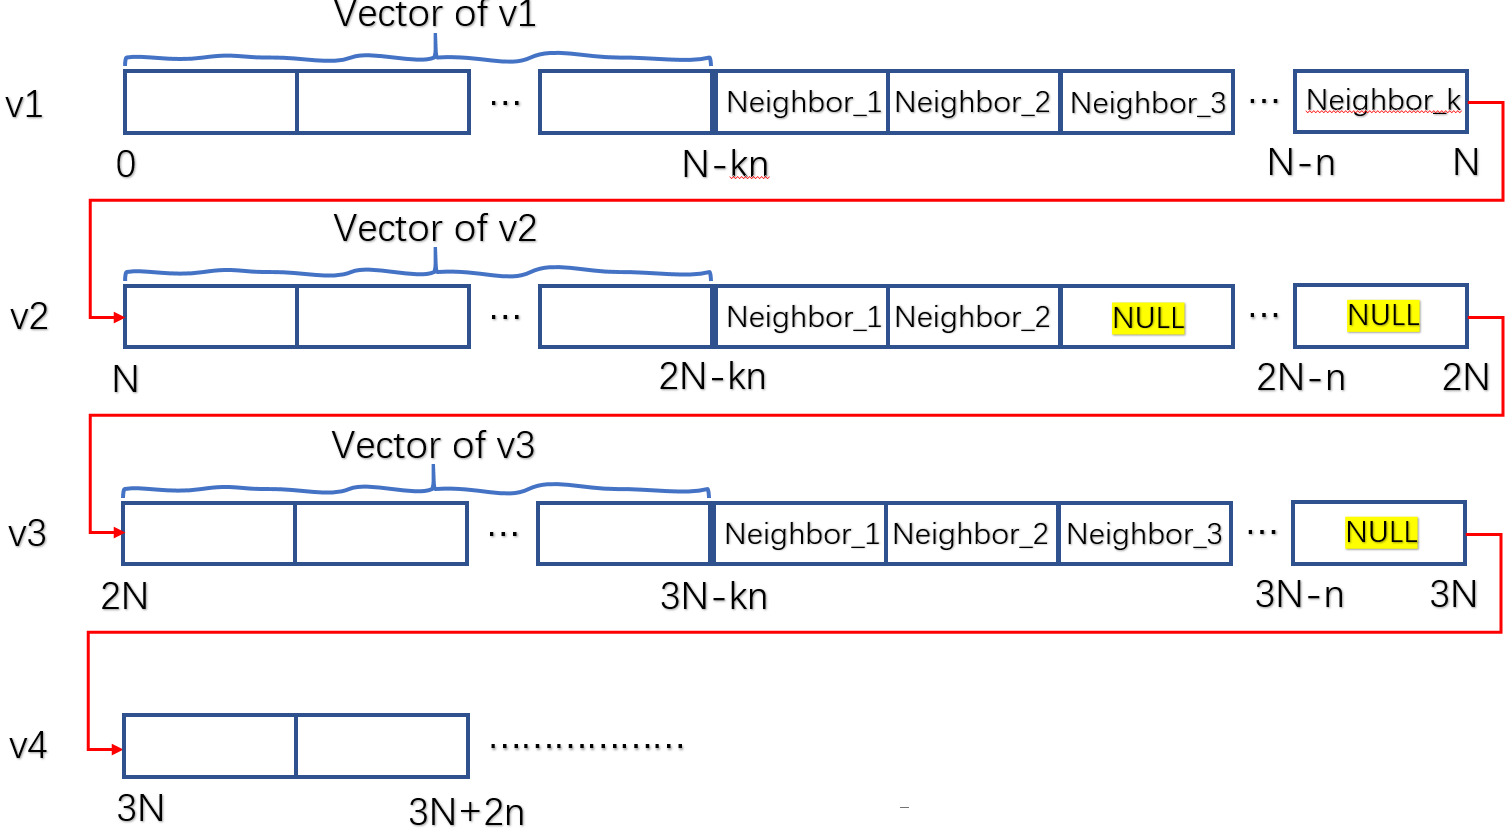 Vector of v1
v1 ... Neighbor_1 Neighbor_2 Neighbor_3 ... Neighbor_k
0 N-kn N-n N
Vector of v2
v2 ... Neighbor_1 Neighbor_2 NULL ... NULL
N 2N-kn 2N-n 2N
Vector of v3
v3 ... Neighbor_1 Neighbor_2 Neighbor_3 ... NULL
2N 3N-kn 3N-n 3N
v4 ..................
3N 3N+2n